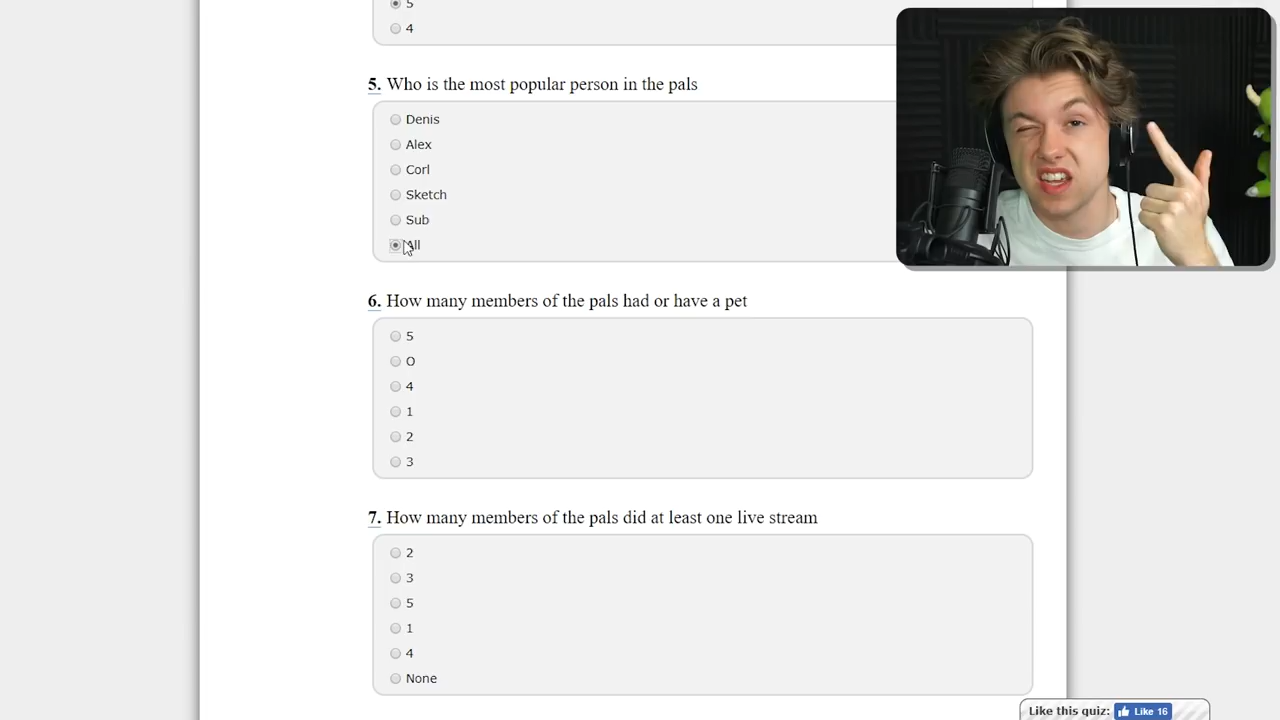 5
4
5. Who is the most popular person in the pals
Denis
Alex
Corl
Sketch
Sub
All
6. How many members of the pals had or have a pet
5
O
4
1
2
3
7. How many members of the pals did at least one live stream
2
3
5
1
4
None
Like this quiz: Like 16